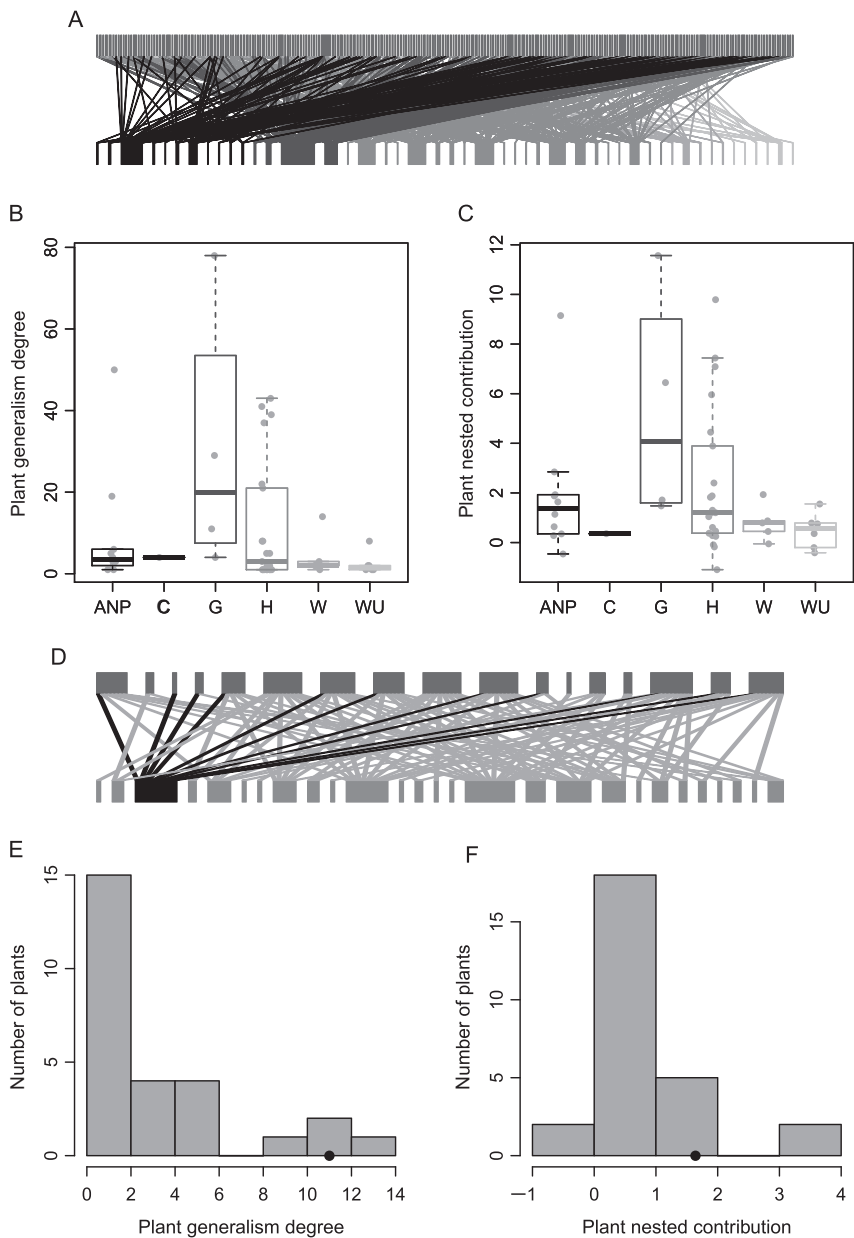 A
B
Plant generalism degree
80
60
40
20
0
ANP C G H W WU
C
Plant nested contribution
12
10
8
6
4
2
0
ANP C G H W WU
D
E
Number of plants
15
10
5
0
0 2 4 6 8 10 12 14
Plant generalism degree
F
Number of plants
15
10
5
0
−1 0 1 2 3 4
Plant nested contribution